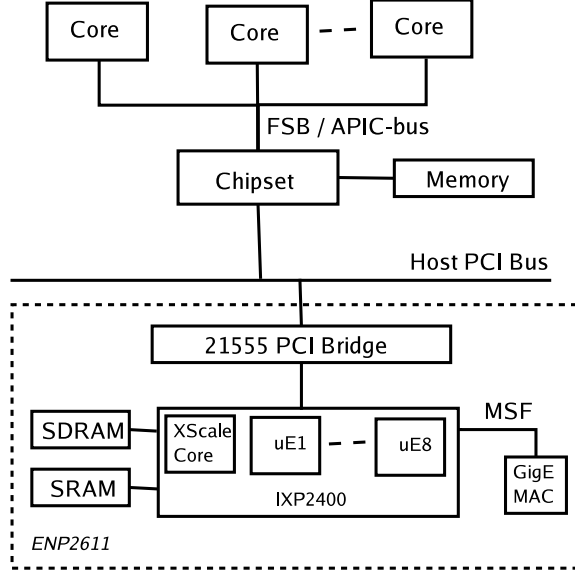 Core
Core
Core
FSB / APIC-bus
Chipset
Memory
Host PCI Bus
21555 PCI Bridge
SDRAM
XScale
Core
uE1
uE8
MSF
SRAM
IXP2400
GigE
MAC
ENP2611